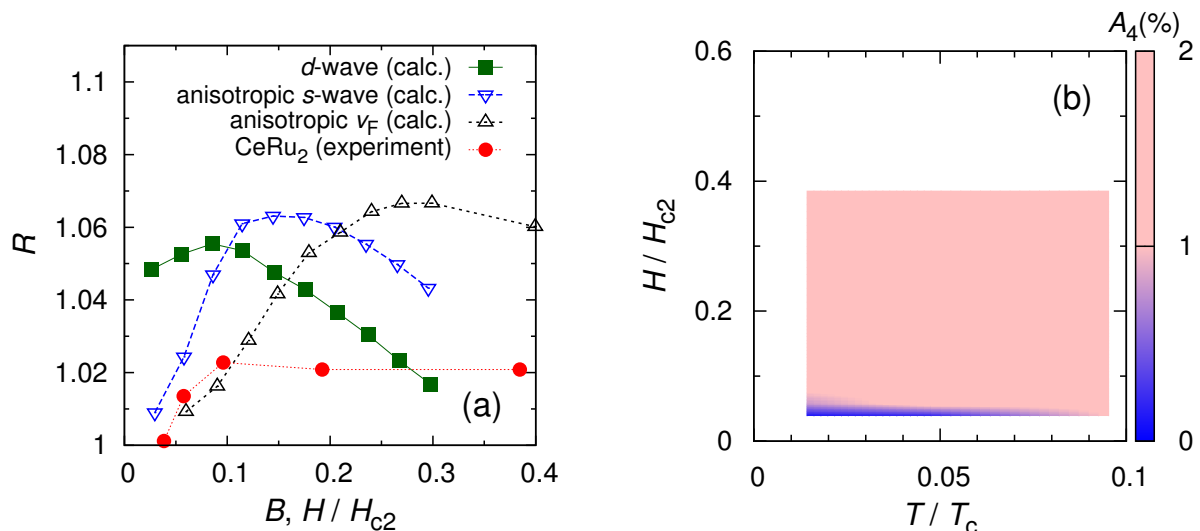 1.1
1.08
1.06
1.04
1.02
1
R
d-wave (calc.)
anisotropic s-wave (calc.)
anisotropic vF (calc.)
CeRu2 (experiment)
(a)
0
0.1
0.2
0.3
0.4
B, H / Hc2
A4(%)
0.6
0.4
0.2
0
H / Hc2
(b)
2
1
0
0
0.05
0.1
T / Tc